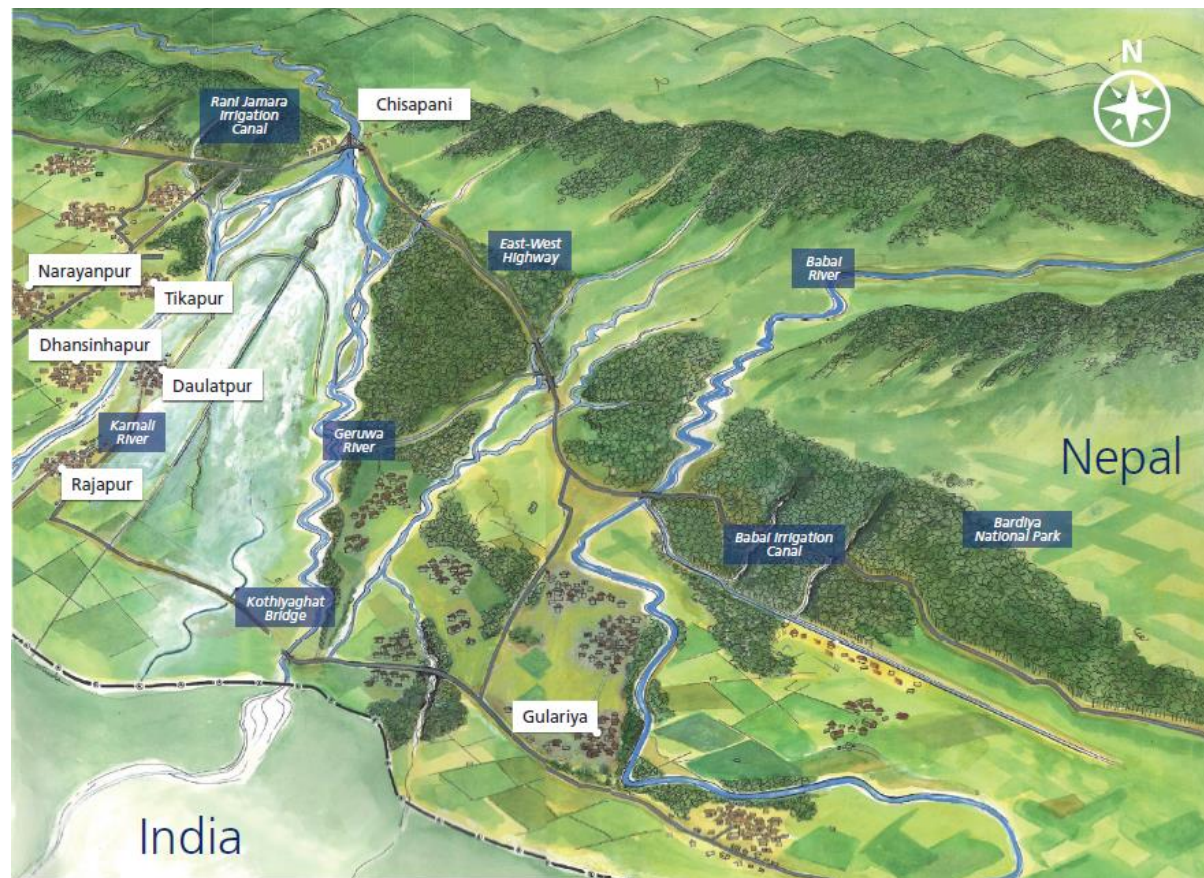 N
Rani Jamara
Irrigation
Canal
Chisapani
East-West
Highway
Babai
River
Narayanpur
Tikapur
Dhansinhapur
Daulatpur
Karnali
River
Geruwa
River
Rajapur
Nepal
Babai Irrigation
Canal
Bardiya
National Park
Kothiyaghat
Bridge
Gulariya
India